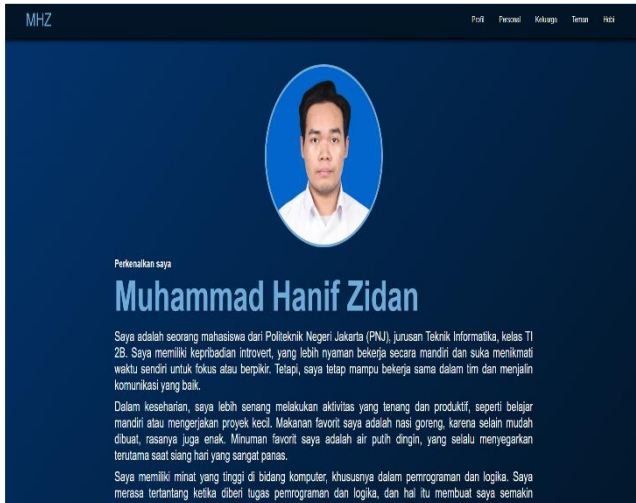 MHZ
Profil Personal Keluarga Teman Hobi
Perkenalkan saya
Muhammad Hanif Zidan
Saya adalah seorang mahasiswa dari Politeknik Negeri Jakarta (PNJ), jurusan Teknik Informatika, kelas TI
2B. Saya memiliki kepribadian introvert, yang lebih nyaman bekerja secara mandiri dan suka menikmati
waktu sendiri untuk fokus atau berpikir. Tetapi, saya tetap mampu bekerja sama dalam tim dan menjalin
komunikasi yang baik.
Dalam keseharian, saya lebih senang melakukan aktivitas yang tenang dan produktif, seperti belajar
mandiri atau mengerjakan proyek kecil. Makanan favorit saya adalah nasi goreng, karena selain mudah
dibuat, rasanya juga enak. Minuman favorit saya adalah air putih dingin, yang selalu menyegarkan
terutama saat siang hari yang sangat panas.
Saya memiliki minat yang tinggi di bidang komputer, khususnya dalam pemrograman dan logika. Saya
merasa tertantang ketika diberi tugas pemrograman dan logika, dan hal itu membuat saya semakin